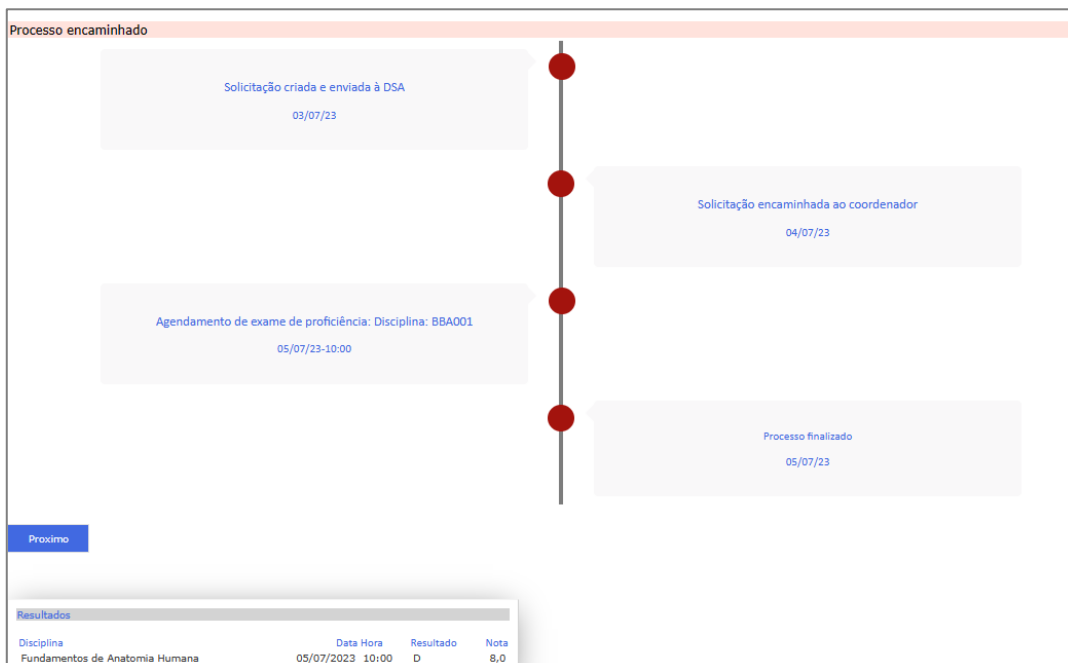 Processo encaminhado
Solicitação criada e enviada à DSA
03/07/23
Solicitação encaminhada ao coordenador
04/07/23
Agendamento de exame de proficiência: Disciplina: BBA001
05/07/23-10:00
Processo finalizado
05/07/23
Proximo
Resultados
Disciplina Data Hora Resultado Nota
Fundamentos de Anatomia Humana 05/07/2023 10:00 D 8,0